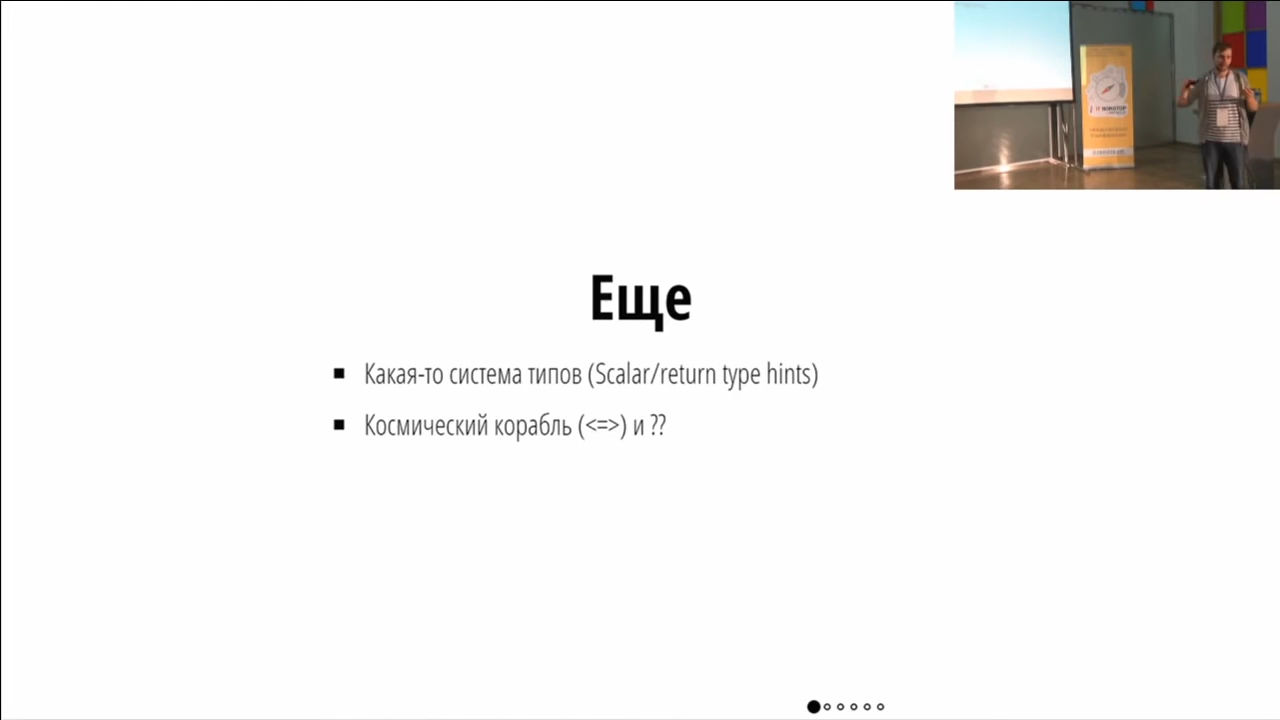 Еще
Какая-то система типов (Scalar/return type hints)
Космический корабль (<=>) и ??